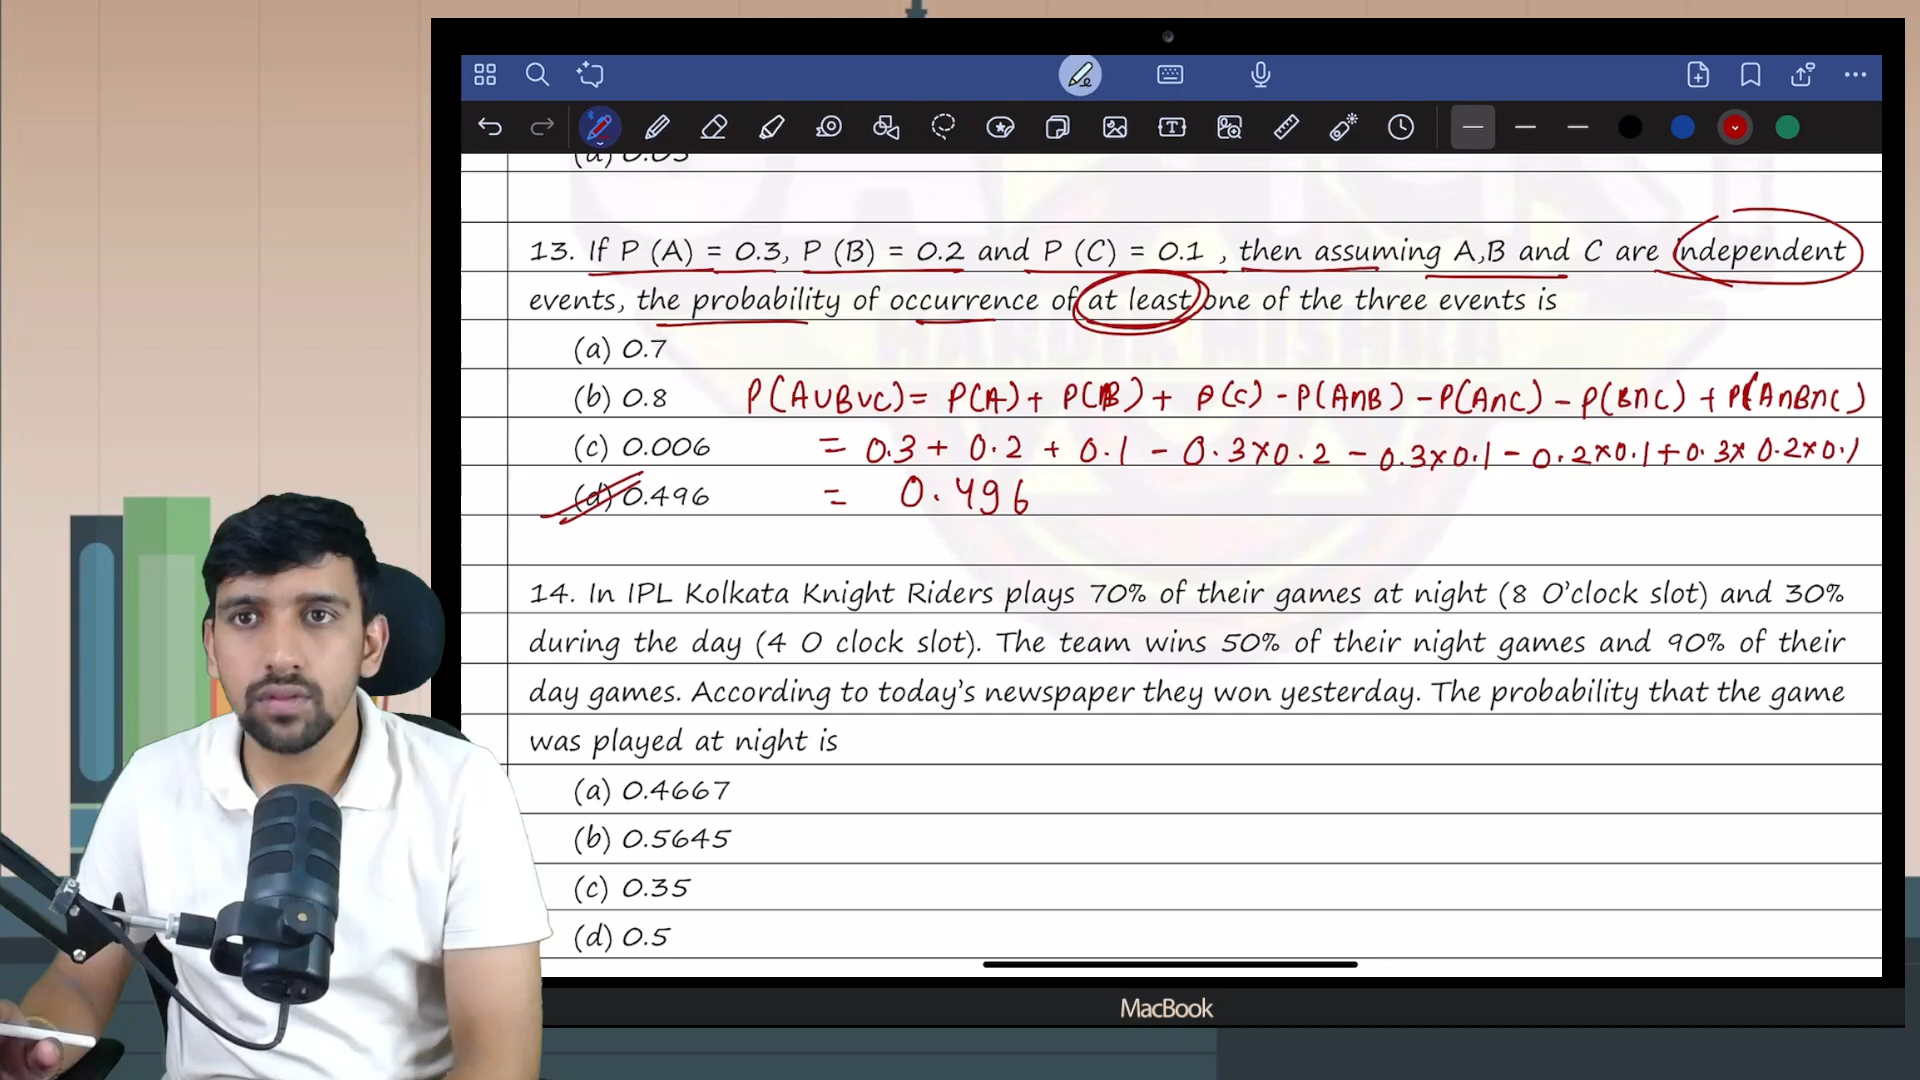 13. If P (A) = 0.3, P (B) = 0.2 and P (C) = 0.1 , then assuming A,B and C are independent
events, the probability of occurrence of at least one of the three events is
(a) 0.7
(b) 0.8 P(A∪B∪C) = P(A) + P(B) + P(C) - P(A∩B) - P(A∩C) - P(B∩C) + P(A∩B∩C)
(c) 0.006 = 0.3 + 0.2 + 0.1 - 0.3×0.2 - 0.3×0.1 - 0.2×0.1 + 0.3× 0.2×0.1
(d) 0.496 = 0.496
14. In IPL Kolkata Knight Riders plays 70% of their games at night (8 O'clock slot) and 30%
during the day (4 O clock slot). The team wins 50% of their night games and 90% of their
day games. According to today's newspaper they won yesterday. The probability that the game
was played at night is
(a) 0.4667
(b) 0.5645
(c) 0.35
(d) 0.5
MacBook